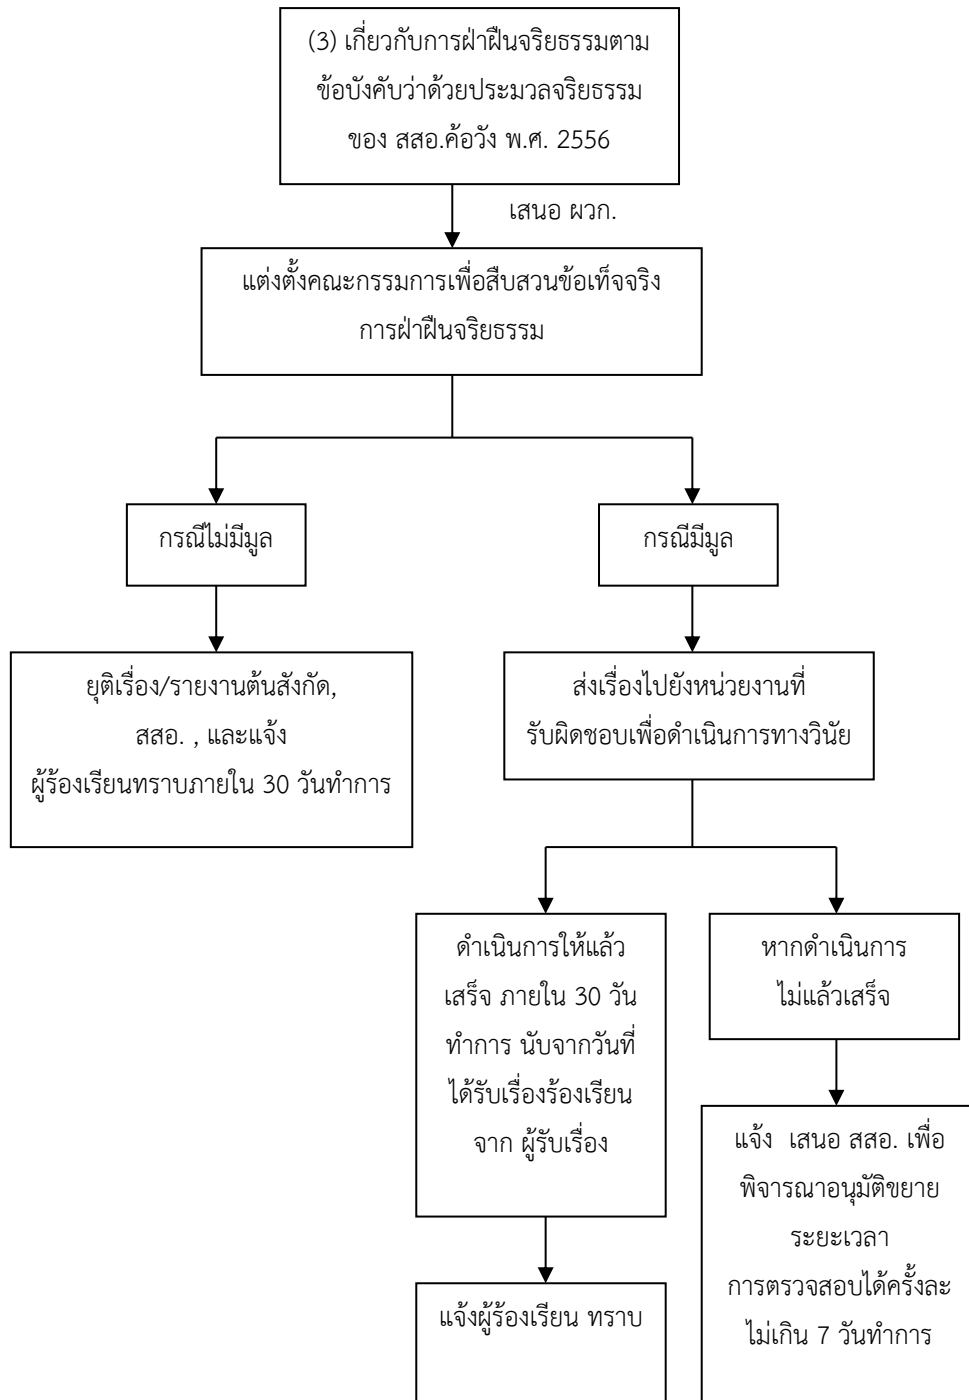 (3) เกี่ยวกับการฝ่าฝืนจริยธรรมตาม
ข้อบังคับว่าด้วยประมวลจริยธรรม
ของ สสอ.ค้อวัง พ.ศ. 2556
เสนอ ผวก.
แต่งตั้งคณะกรรมการเพื่อสืบสวนข้อเท็จจริง
การฝ่าฝืนจริยธรรม
กรณีไม่มีมูล
กรณีมีมูล
ยุติเรื่อง/รายงานต้นสังกัด,
สสอ. , และแจ้ง
ผู้ร้องเรียนทราบภายใน 30 วันทำการ
ส่งเรื่องไปยังหน่วยงานที่
รับผิดชอบเพื่อดำเนินการทางวินัย
ดำเนินการให้แล้ว
เสร็จ ภายใน 30 วัน
ทำการ นับจากวันที่
ได้รับเรื่องร้องเรียน
จาก ผู้รับเรื่อง
หากดำเนินการ
ไม่แล้วเสร็จ
แจ้ง เสนอ สสอ. เพื่อ
พิจารณาอนุมัติขยาย
ระยะเวลา
การตรวจสอบได้ครั้งละ
ไม่เกิน 7 วันทำการ
แจ้งผู้ร้องเรียน ทราบ